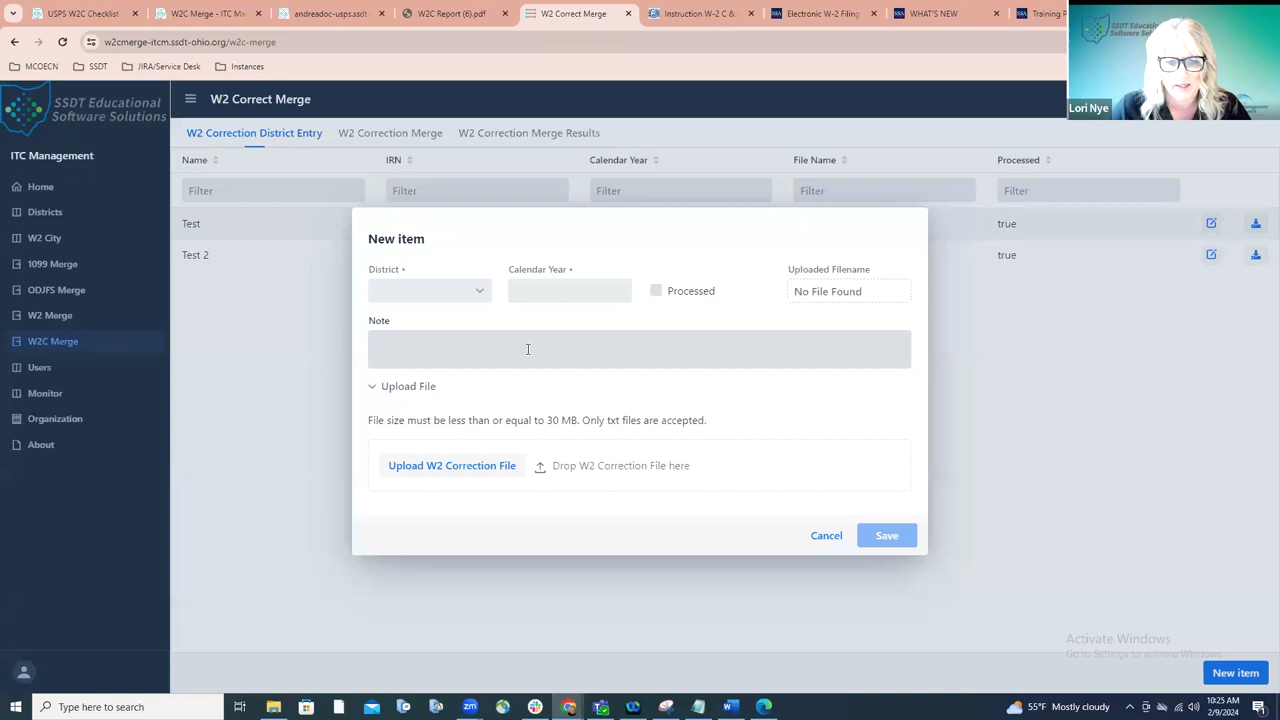 USPS W2 Checklist
W2C Merge - ITC M
andreadoc-usps.ssdt
W2C Report (6).pdf
W2 Correct Merge
Instruction W-2 C &
Electronic W-2 Filing
WHAT'S NEW
Training P
w2cmerge-itcm.ssdt-ohio.org/w2c-merge
MCOECN
SSDT
JIRA/Service Desk
Instances
SSDT Educational
Software Solutions
Lori Nye
SSDT Educational
Software Solutions
W2 Correct Merge
W2 Correction District Entry
W2 Correction Merge
W2 Correction Merge Results
ITC Management
Home
Districts
W2 City
1099 Merge
ODJFS Merge
W2 Merge
W2C Merge
Users
Monitor
Organization
About
Name
IRN
Calendar Year
File Name
Processed
Filter
Filter
Filter
Filter
Filter
Test
true
Test 2
true
New item
District •
Calendar Year •
Uploaded Filename
Processed
No File Found
Note
Upload File
File size must be less than or equal to 30 MB. Only txt files are accepted.
Upload W2 Correction File
Drop W2 Correction File here
Cancel
Save
Activate Windows
Go to Settings to activate Windows.
New item
Type here to search
55°F Mostly cloudy
10:25 AM
2/9/2024